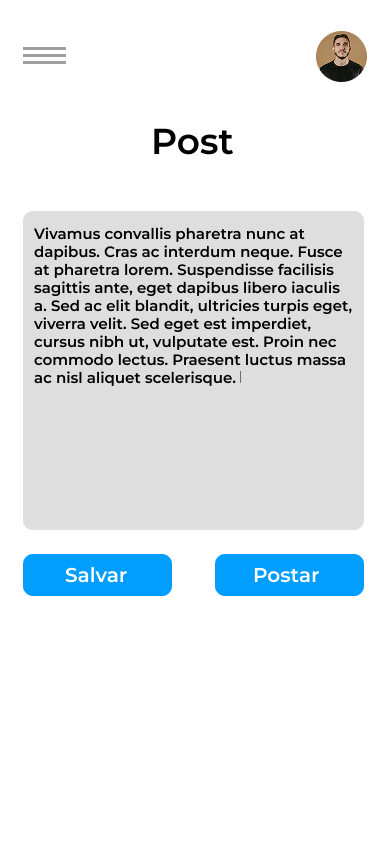 Post
Vivamus convallis pharetra nunc at
dapibus. Cras ac interdum neque. Fusce
at pharetra lorem. Suspendisse facilisis
sagittis ante, eget dapibus libero iaculis
a. Sed ac elit blandit, ultricies turpis eget,
viverra velit. Sed eget est imperdiet,
cursus nibh ut, vulputate est. Proin nec
commodo lectus. Praesent luctus massa
ac nisl aliquet scelerisque.
Salvar
Postar